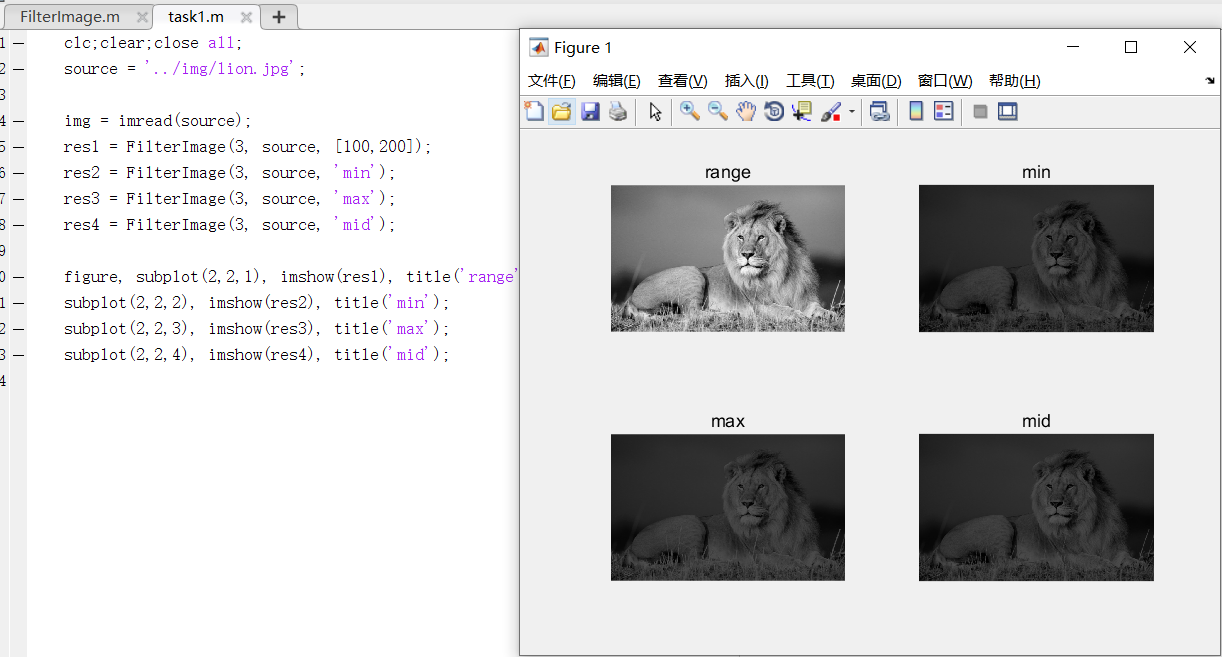 FilterImage.m
task1.m
1 clc;clear;close all;
2 source = '../img/lion.jpg';
3
4 img = imread(source);
5 res1 = FilterImage(3, source, [100,200]);
6 res2 = FilterImage(3, source, 'min');
7 res3 = FilterImage(3, source, 'max');
8 res4 = FilterImage(3, source, 'mid');
9
0 figure, subplot(2,2,1), imshow(res1), title('range'
1 subplot(2,2,2), imshow(res2), title('min');
2 subplot(2,2,3), imshow(res3), title('max');
3 subplot(2,2,4), imshow(res4), title('mid');
4
Figure 1
文件(F) 编辑(E) 查看(V) 插入(I) 工具(T) 桌面(D) 窗口(W) 帮助(H)
range
min
max
mid